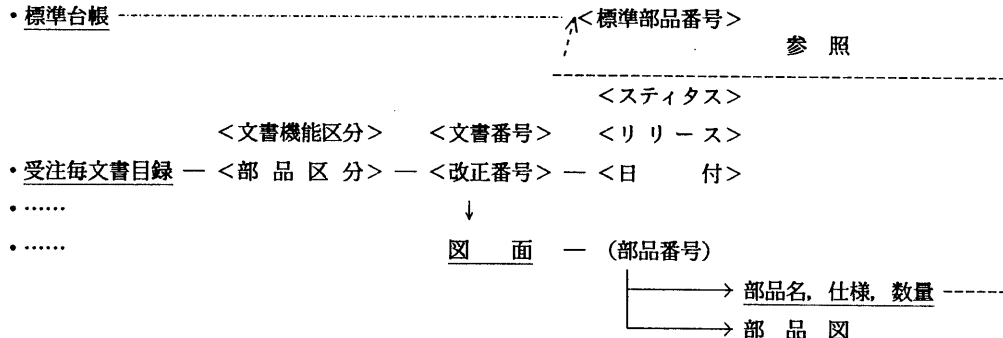 ・標準台帳 <標準部品番号>
参 照
<スティタス>
<文書機能区分> <文書番号> <リ リ ー ス>
・受注毎文書目録 — <部 品 区 分> — <改正番号> — <日 付>
・……
・…… 図 面 — (部品番号)
部品名, 仕様, 数量
部 品 図